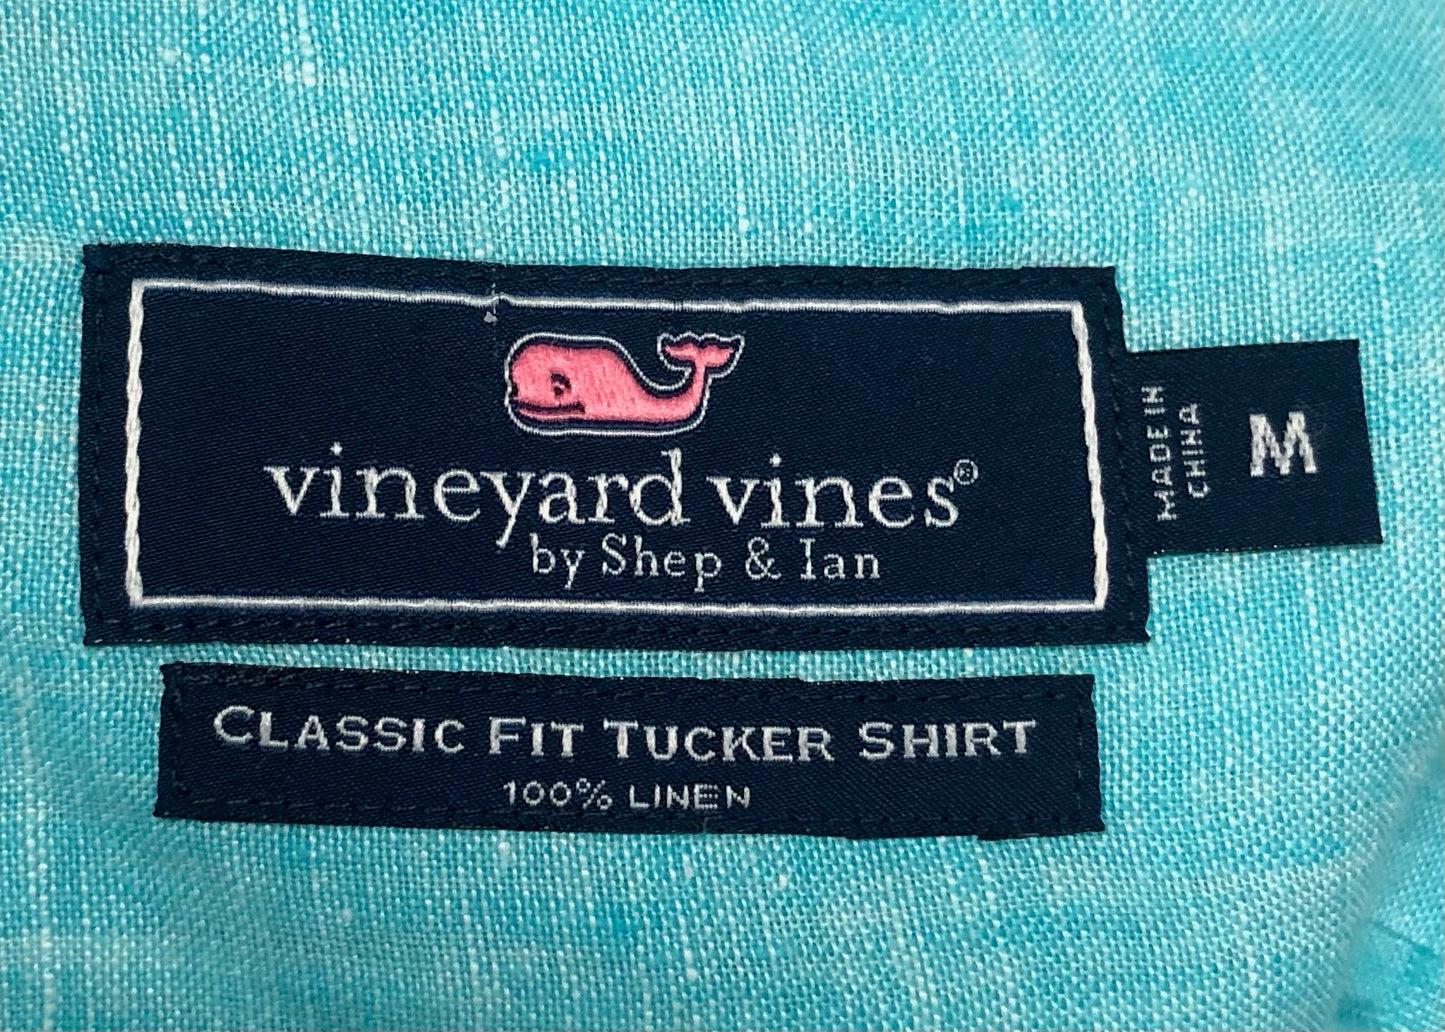 vineyard vines®
by Shep & Ian
MADE IN
CHINA
M
CLASSIC FIT TUCKER SHIRT
100% LINEN